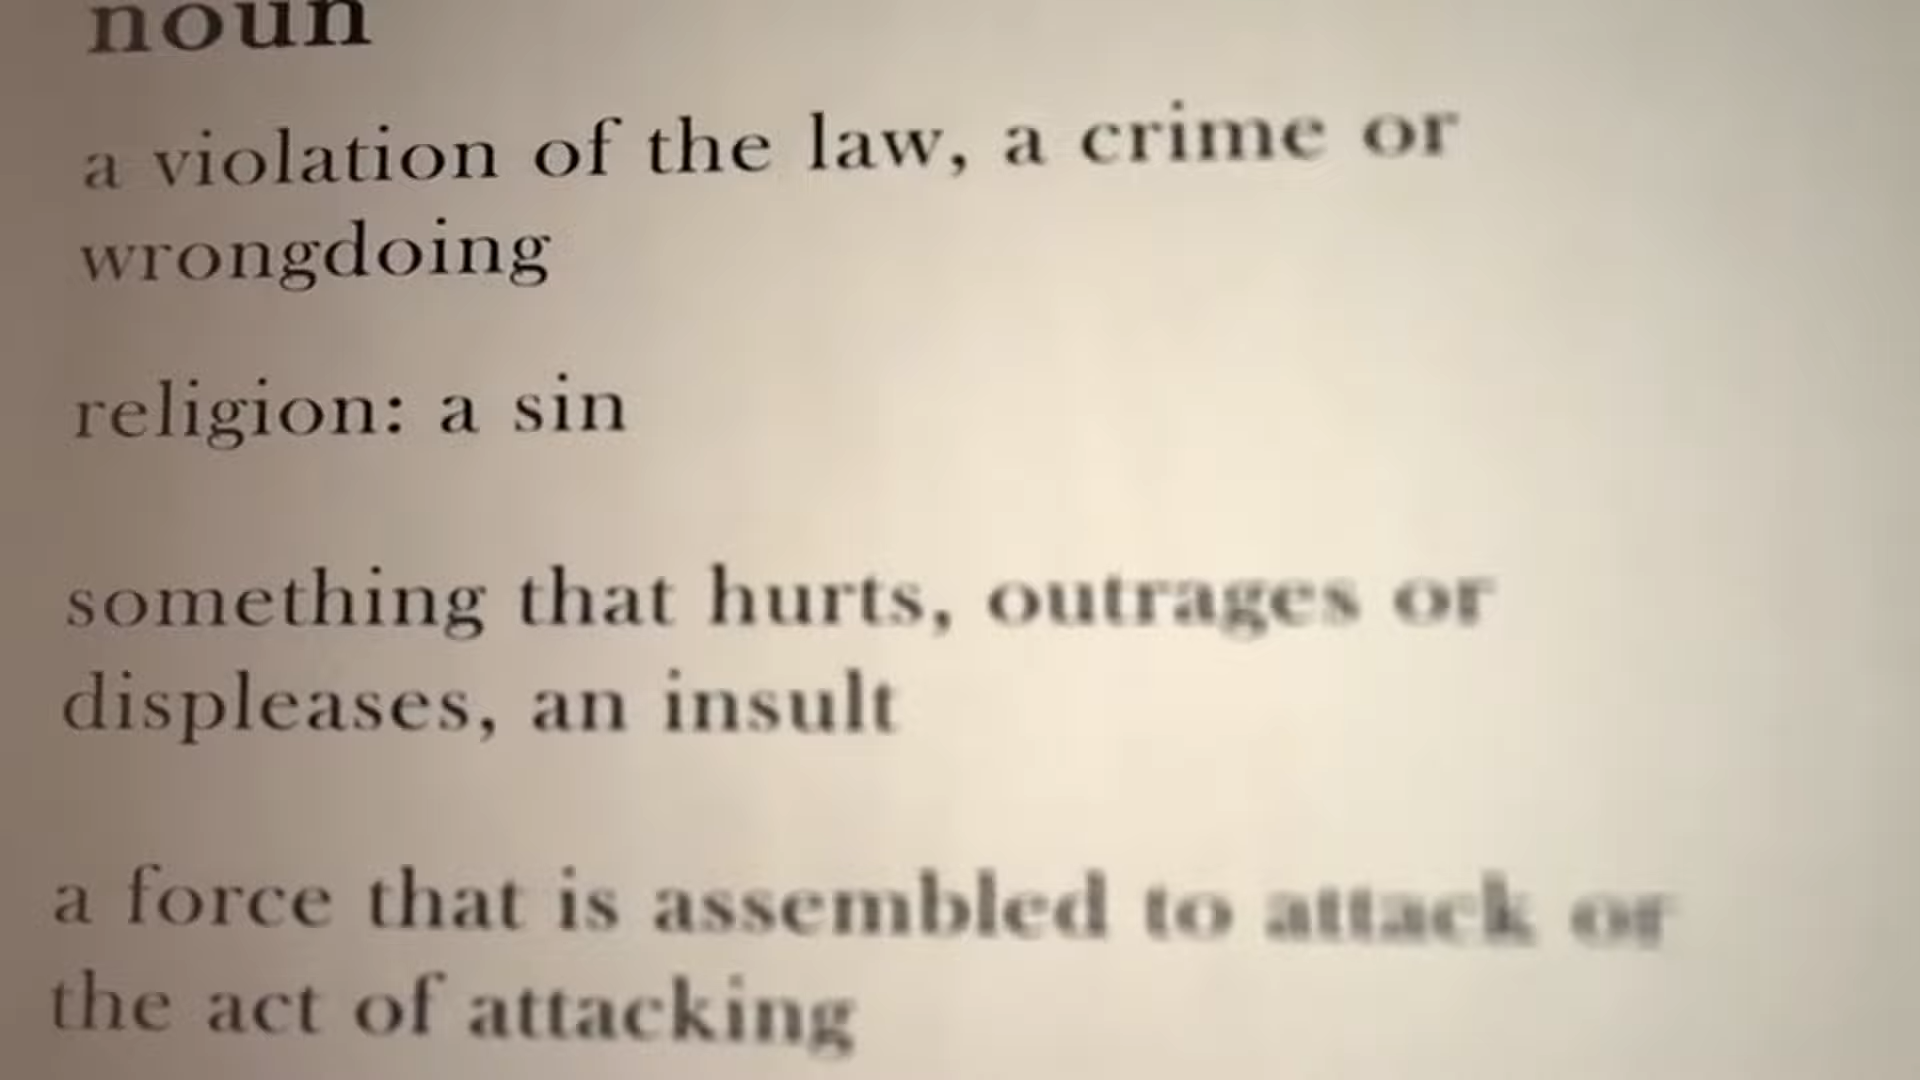 noun
a violation of the law, a crime or
wrongdoing
religion: a sin
something that hurts, outrages or
displeases, an insult
a force that is assembled to attack or
the act of attacking